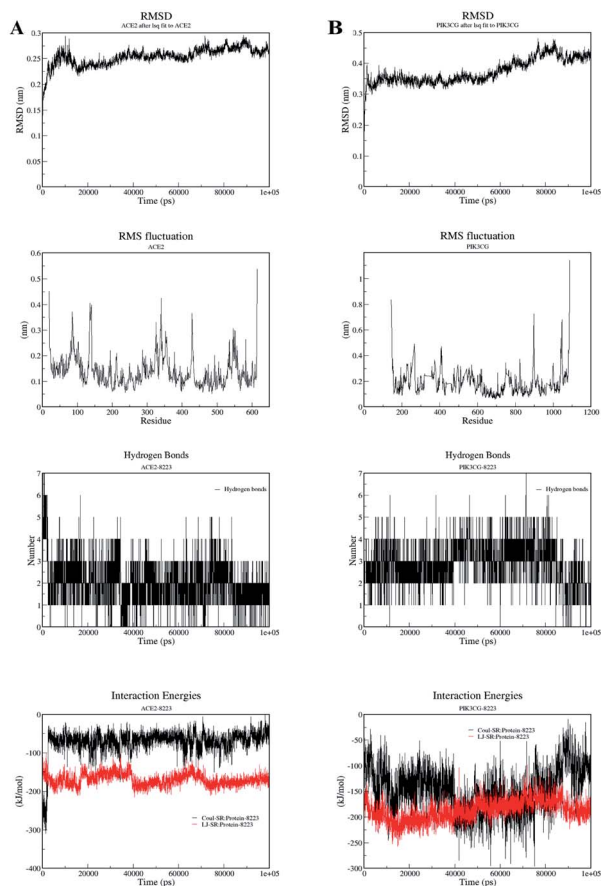 A
RMSD
ACE2 after lsq fit to ACE2
RMSD (nm)
0.3
0.25
0.2
0.15
0.1
0.05
0
0 20000 40000 60000 80000 1e+05
Time (ps)
B
RMSD
PIK3CG after lsq fit to PIK3CG
RMSD (nm)
0.5
0.4
0.3
0.2
0.1
0
0 20000 40000 60000 80000 1e+05
Time (ps)
RMS fluctuation
ACE2
(nm)
0.6
0.5
0.4
0.3
0.2
0.1
0
0 100 200 300 400 500 600
Residue
RMS fluctuation
PIK3CG
(nm)
1
0.8
0.6
0.4
0.2
0
0 200 400 600 800 1000 1200
Residue
Hydrogen Bonds
ACE2-8223
Hydrogen bonds
Number
7
6
5
4
3
2
1
0
0 20000 40000 60000 80000 1e+05
Time (ps)
Hydrogen Bonds
PIK3CG-8223
Hydrogen bonds
Number
7
6
5
4
3
2
1
0
0 20000 40000 60000 80000 1e+05
Time (ps)
Interaction Energies
ACE2-8223
(kJ/mol)
0
-100
-200
-300
-400
Coul-SR:Protein-8223
LJ-SR:Protein-8223
0 20000 40000 60000 80000 1e+05
Time (ps)
Interaction Energies
PIK3CG-8223
Coul-SR:Protein-8223
LJ-SR:Protein-8223
(kJ/mol)
0
-50
-100
-150
-200
-250
-300
0 20000 40000 60000 80000 1e+05
Time (ps)